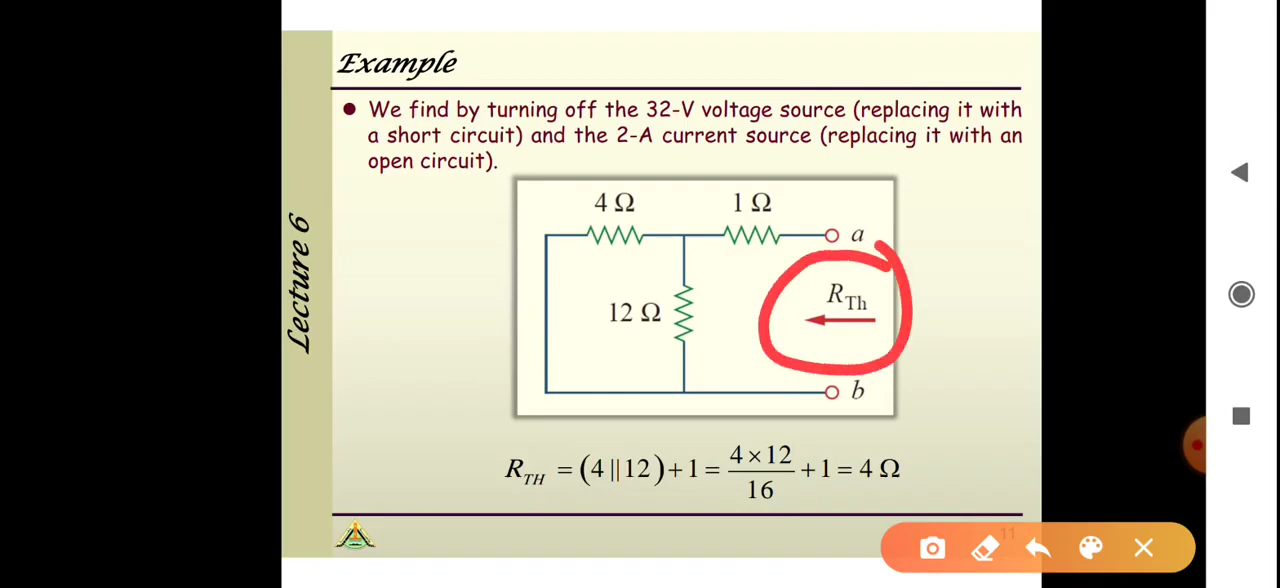 Example
Lecture 6
We find by turning off the 32-V voltage source (replacing it with
a short circuit) and the 2-A current source (replacing it with an
open circuit).
4 Ω
1 Ω
a
12 Ω
R_Th
b
R_TH = (4 || 12) + 1 = (4 × 12)/16 + 1 = 4 Ω
11